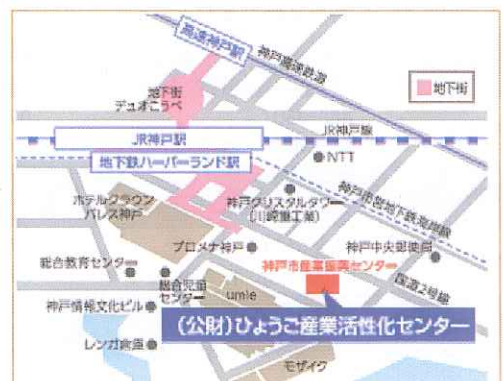 高速神戸駅
神戸高速鉄道
地下街
地下街
デュオこうべ
JR神戸駅
JR神戸線
地下鉄ハーバーランド駅
NTT
神戸市営地下鉄海岸線
ホテルクラウン
パレス神戸
神戸クリスタルタワー
(川崎重工業)
プロメナ神戸
神戸中央郵便局
総合教育センター
神戸市産業振興センター
国道2号線
総合児童
センター
umie
神戸情報文化ビル
(公財)ひょうご産業活性化センター
レンガ倉庫
モザイク